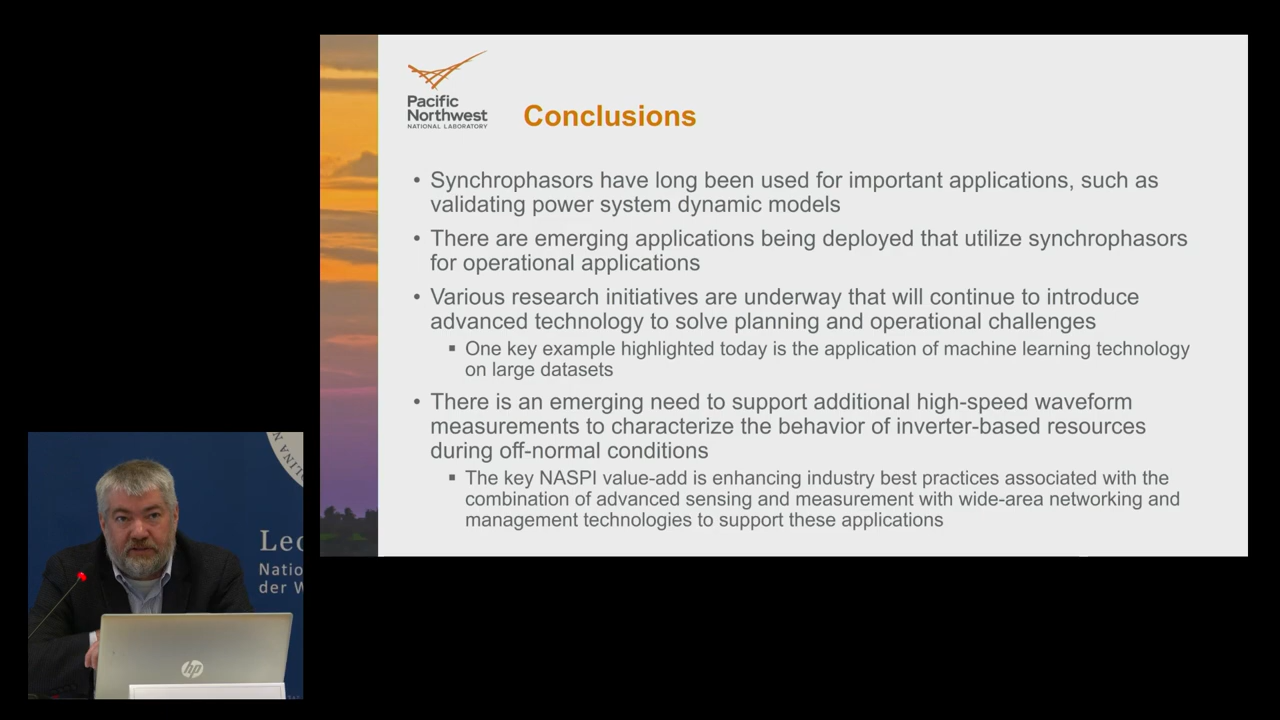 Pacific
Northwest
NATIONAL LABORATORY
Conclusions
• Synchrophasors have long been used for important applications, such as
validating power system dynamic models
• There are emerging applications being deployed that utilize synchrophasors
for operational applications
• Various research initiatives are underway that will continue to introduce
advanced technology to solve planning and operational challenges
▪ One key example highlighted today is the application of machine learning technology
on large datasets
• There is an emerging need to support additional high-speed waveform
measurements to characterize the behavior of inverter-based resources
during off-normal conditions
▪ The key NASPI value-add is enhancing industry best practices associated with the
combination of advanced sensing and measurement with wide-area networking and
management technologies to support these applications
LINA
Leo
Natio
der W
hp